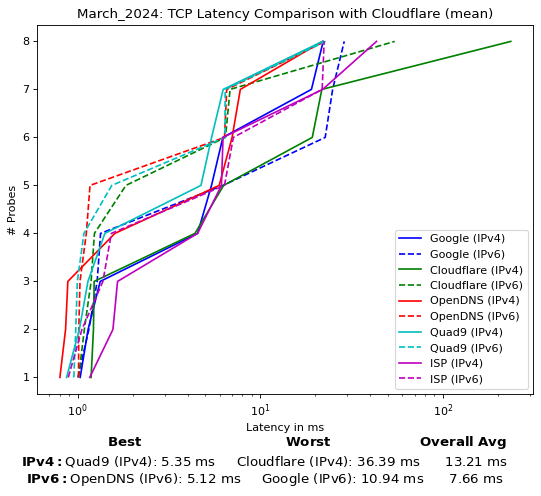 March_2024: TCP Latency Comparison with Cloudflare (mean)
# Probes
8
7
6
5
4
3
2
1
Google (IPv4)
Google (IPv6)
Cloudflare (IPv4)
Cloudflare (IPv6)
OpenDNS (IPv4)
OpenDNS (IPv6)
Quad9 (IPv4)
Quad9 (IPv6)
ISP (IPv4)
ISP (IPv6)
10⁰ 10¹ 10²
Latency in ms
Best Worst Overall Avg
IPv4: Quad9 (IPv4): 5.35 ms Cloudflare (IPv4): 36.39 ms 13.21 ms
IPv6: OpenDNS (IPv6): 5.12 ms Google (IPv6): 10.94 ms 7.66 ms